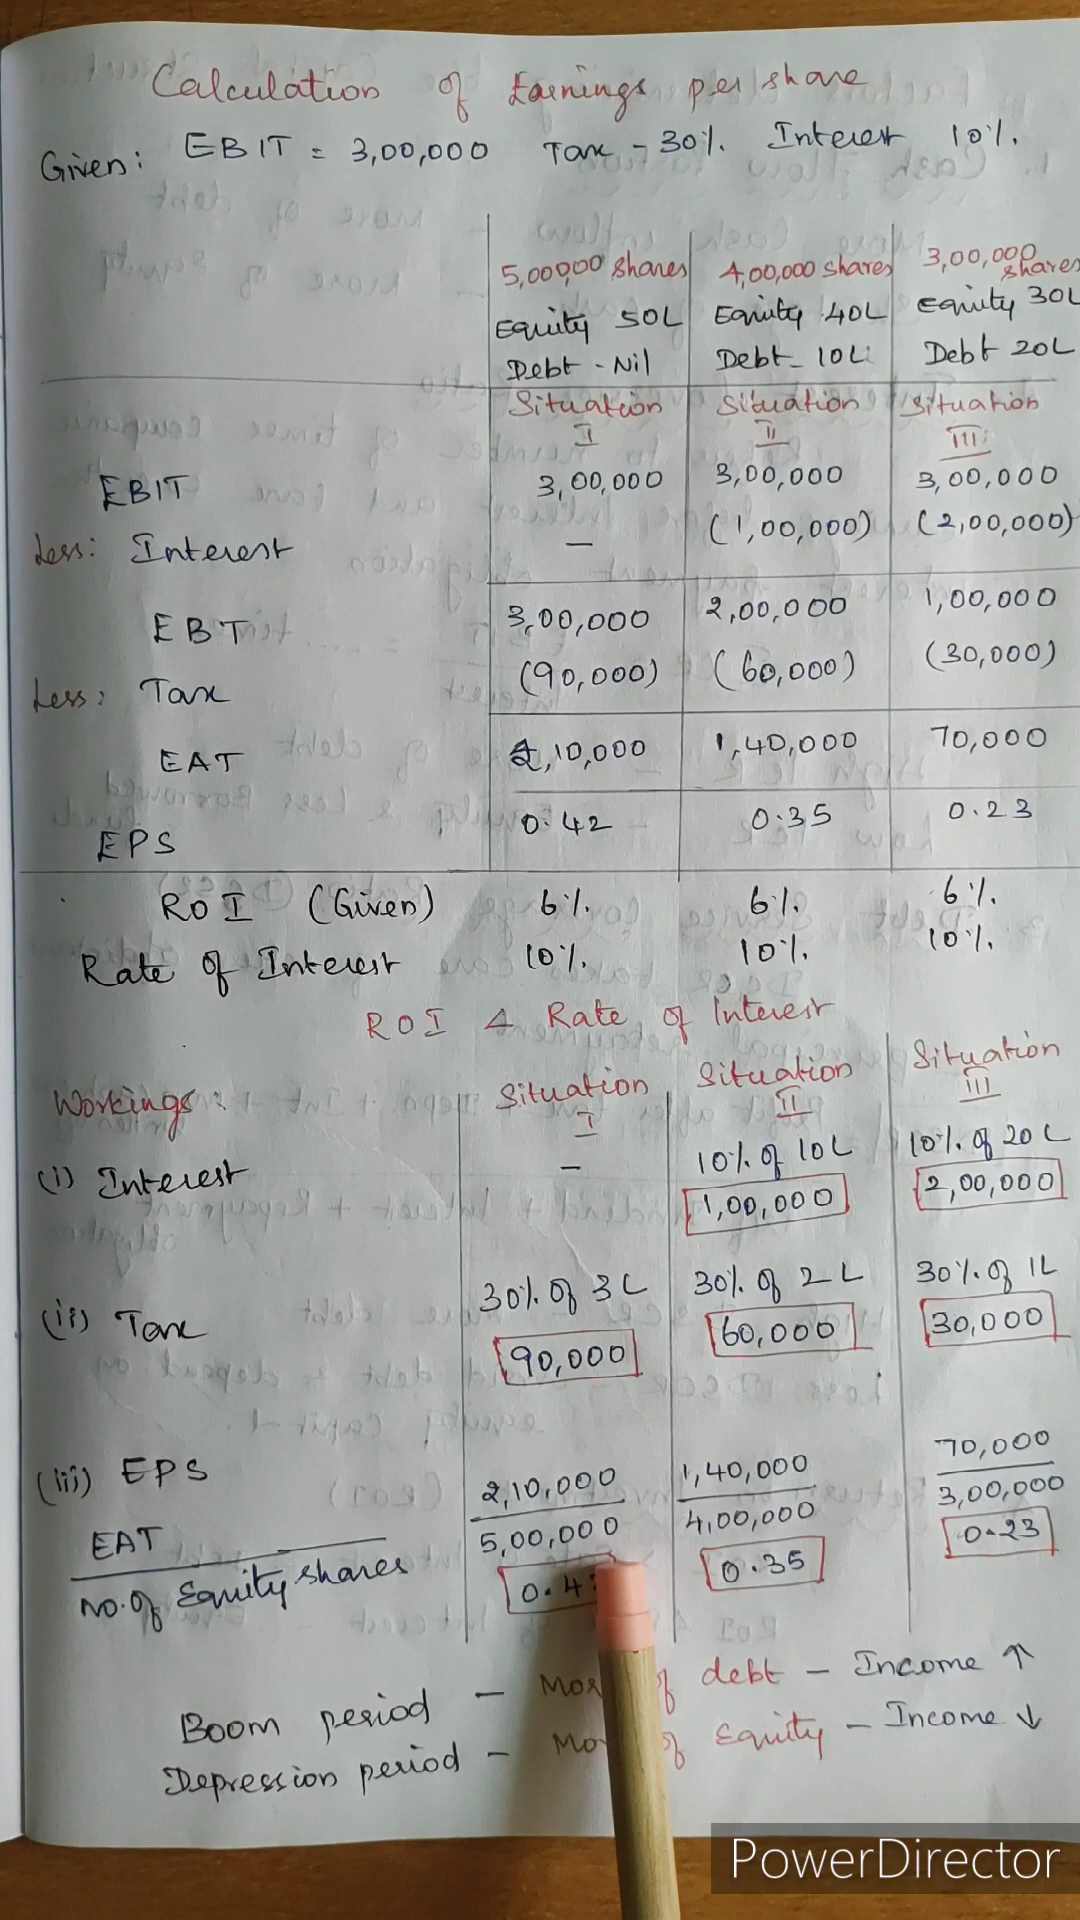 Calculation of Earnings per share
Given: EBIT = 3,00,000 Tax - 30%. Interest 10%.
5,00,000 shares 4,00,000 shares 3,00,000 shares
Equity 50L Equity 40L Equity 30L
Debt - Nil Debt - 10L Debt 20L
Situation I Situation II Situation III
EBIT 3,00,000 3,00,000 3,00,000
Less: Interest — (1,00,000) (2,00,000)
EBT 3,00,000 2,00,000 1,00,000
Less: Tax (90,000) (60,000) (30,000)
EAT 2,10,000 1,40,000 70,000
EPS 0.42 0.35 0.23
ROI (Given) 6%. 6%. 6%.
Rate of Interest 10%. 10%. 10%.
ROI < Rate of Interest
Workings: Situation I Situation II Situation III
(i) Interest — 10% of 10L 10% of 20L
1,00,000 2,00,000
(ii) Tax 30% of 3L 30% of 2L 30% of 1L
90,000 60,000 30,000
(iii) EPS 2,10,000 1,40,000 70,000
EAT 5,00,000 4,00,000 3,00,000
No. of Equity shares 0.4 0.35 0.23
Boom period - of debt - Income ↑
Depression period - of Equity - Income ↓
PowerDirector